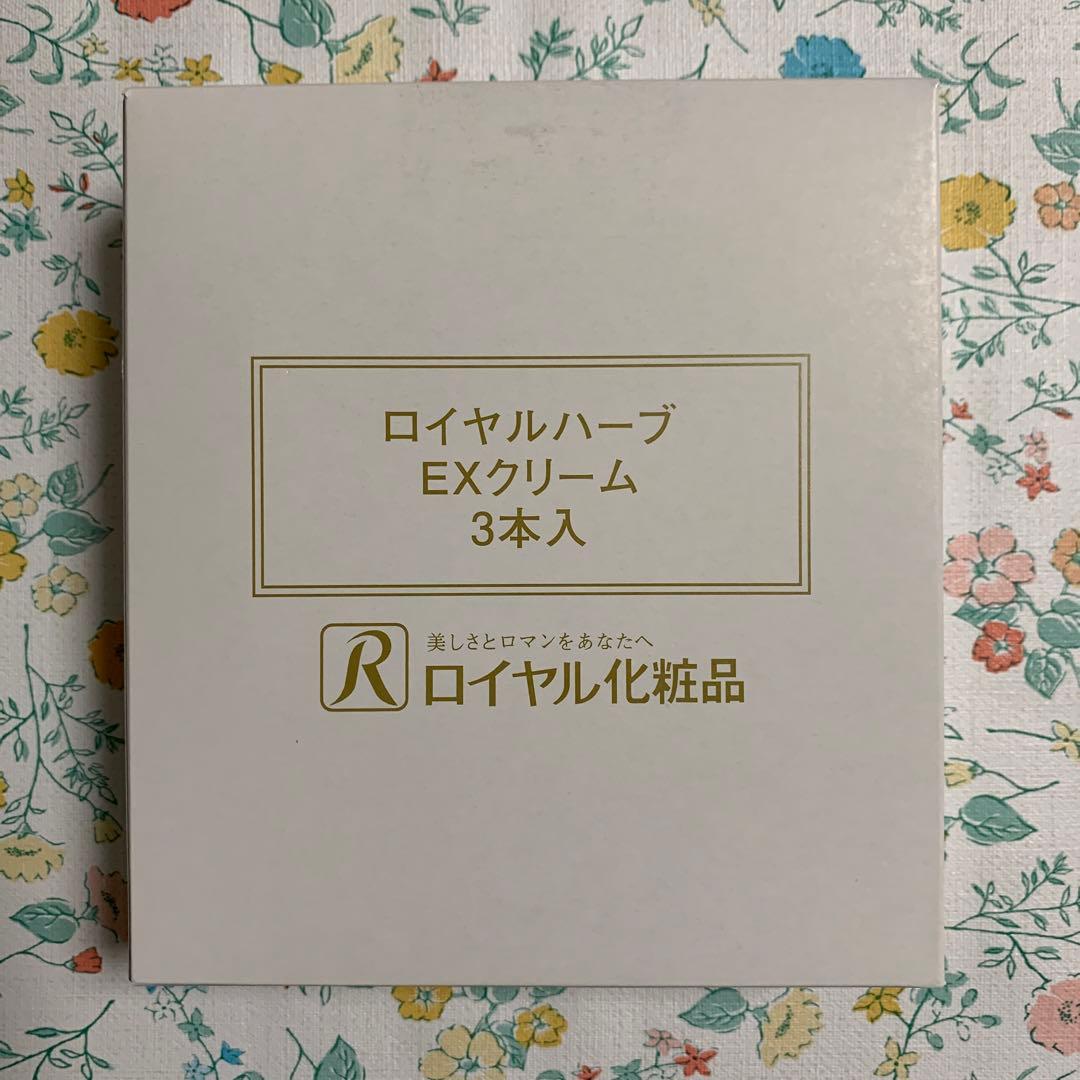 ロイヤルハーブ
EXクリーム
3本入
R
美しさとロマンをあなたへ
ロイヤル化粧品